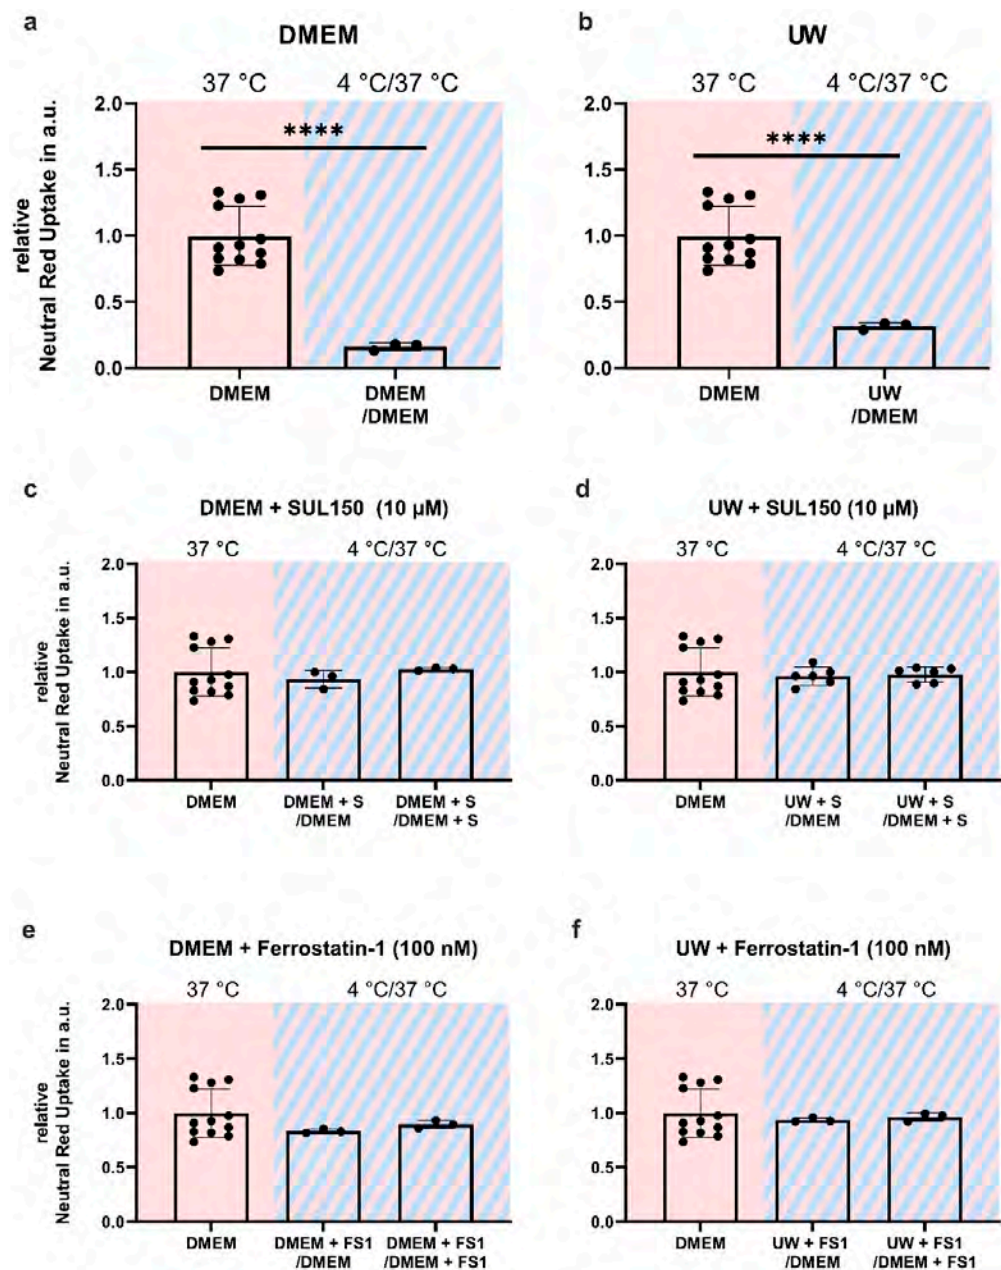 a
DMEM
37 °C 4 °C/37 °C
relative
Neutral Red Uptake in a.u.
2.0
1.5
1.0
0.5
0.0
****
DMEM DMEM
/DMEM
b
UW
37 °C 4 °C/37 °C
2.0
1.5
1.0
0.5
0.0
****
DMEM UW
/DMEM
c
DMEM + SUL150 (10 µM)
37 °C 4 °C/37 °C
relative
Neutral Red Uptake in a.u.
2.0
1.5
1.0
0.5
0.0
DMEM DMEM + S DMEM + S
/DMEM /DMEM + S
d
UW + SUL150 (10 µM)
37 °C 4 °C/37 °C
2.0
1.5
1.0
0.5
0.0
DMEM UW + S UW + S
/DMEM /DMEM + S
e
DMEM + Ferrostatin-1 (100 nM)
37 °C 4 °C/37 °C
relative
Neutral Red Uptake in a.u.
2.0
1.5
1.0
0.5
0.0
DMEM DMEM + FS1 DMEM + FS1
/DMEM /DMEM + FS1
f
UW + Ferrostatin-1 (100 nM)
37 °C 4 °C/37 °C
2.0
1.5
1.0
0.5
0.0
DMEM UW + FS1 UW + FS1
/DMEM /DMEM + FS1